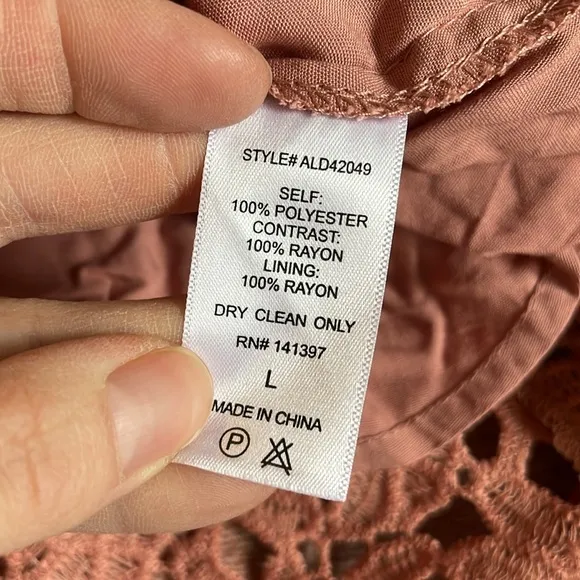 STYLE# ALD42049
SELF:
100% POLYESTER
CONTRAST:
100% RAYON
LINING:
100% RAYON
DRY CLEAN ONLY
RN# 141397
L
MADE IN CHINA
P